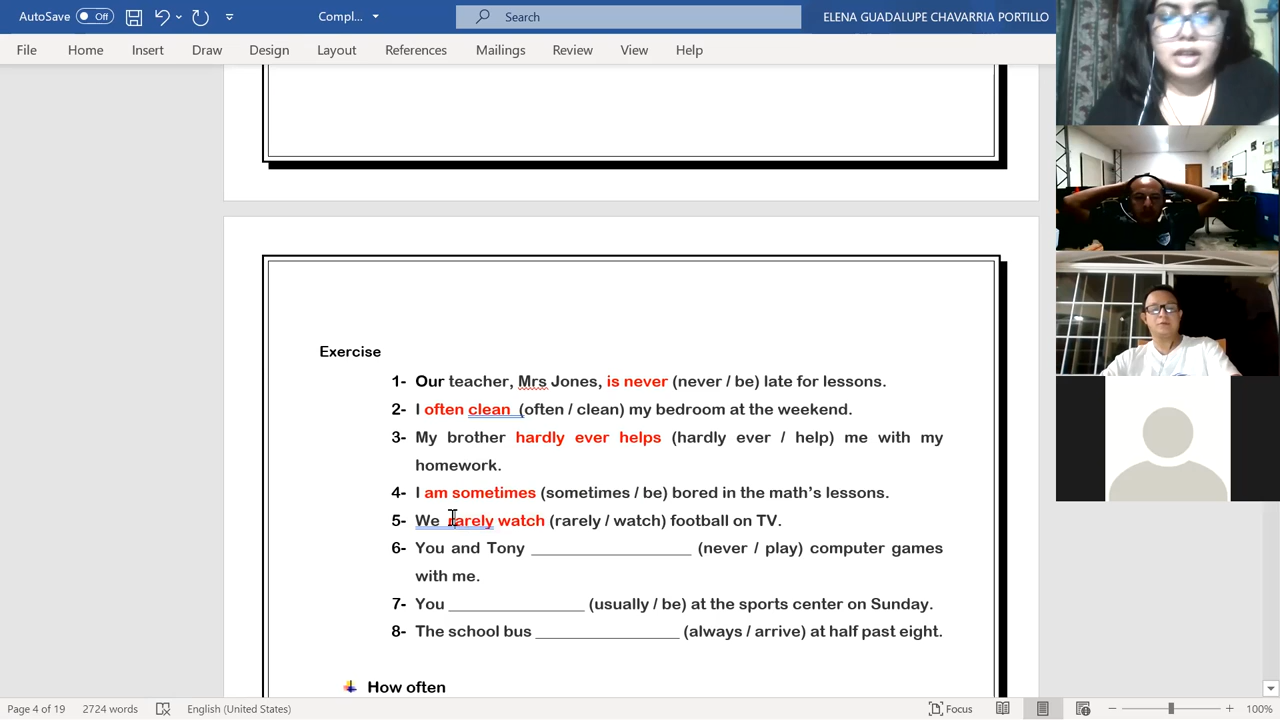 AutoSave Off Compl... Search ELENA GUADALUPE CHAVARRIA PORTILLO
File Home Insert Draw Design Layout References Mailings Review View Help
Exercise
1- Our teacher, Mrs Jones, is never (never / be) late for lessons.
2- I often clean (often / clean) my bedroom at the weekend.
3- My brother hardly ever helps (hardly ever / help) me with my
homework.
4- I am sometimes (sometimes / be) bored in the math’s lessons.
5- We rarely watch (rarely / watch) football on TV.
6- You and Tony ___________________ (never / play) computer games
with me.
7- You ________________ (usually / be) at the sports center on Sunday.
8- The school bus _________________ (always / arrive) at half past eight.
How often
Page 4 of 19 2724 words English (United States) Focus 100%